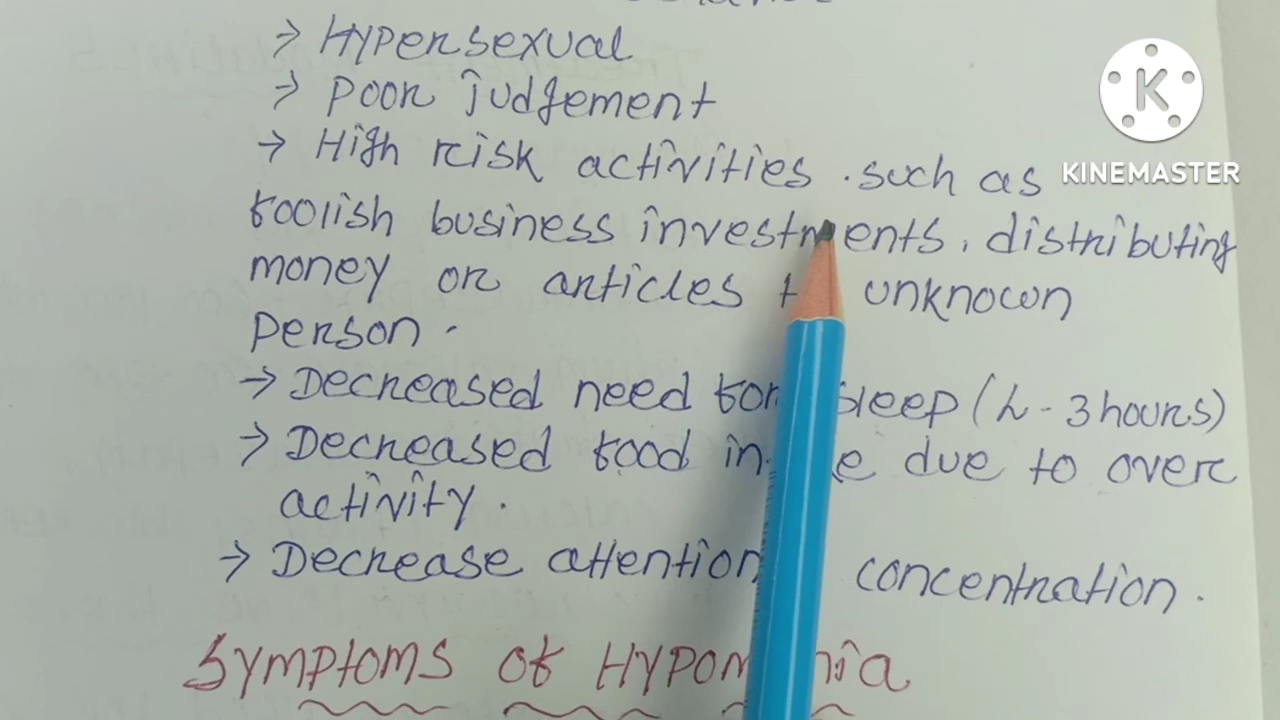 → Hypersexual
→ Poor judgement
→ High risk activities . such as
foolish business investments, distributing
money or articles t unknown
person.
→ Decreased need for sleep (2 - 3 hours)
→ Decreased food in ke due to over
activity.
→ Decrease attention concentration.
Symptoms of Hypom nia
K
KINEMASTER